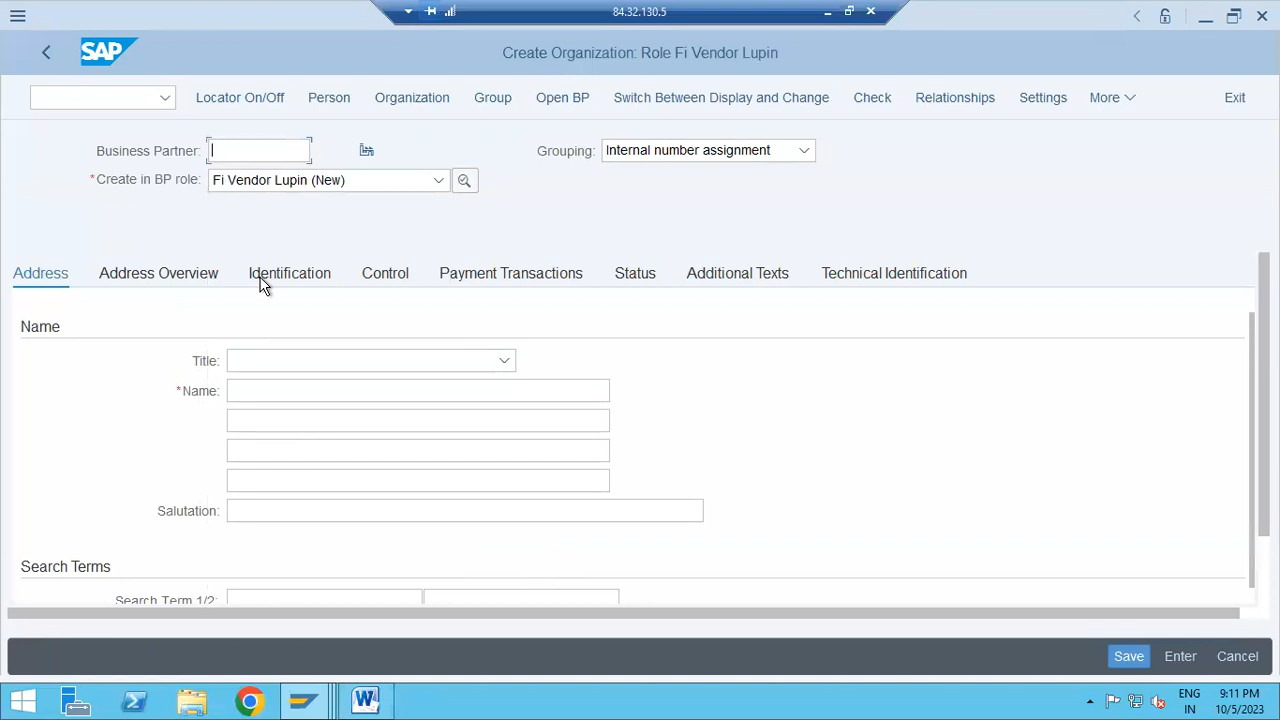 84.32.130.5
SAP
Create Organization: Role Fi Vendor Lupin
Locator On/Off Person Organization Group Open BP Switch Between Display and Change Check Relationships Settings More Exit
Business Partner: Grouping: Internal number assignment
*Create in BP role: Fi Vendor Lupin (New)
Address Address Overview Identification Control Payment Transactions Status Additional Texts Technical Identification
Name
Title:
*Name:
Salutation:
Search Terms
Search Term 1/2:
Save Enter Cancel
ENG 9:11 PM
IN 10/5/2023